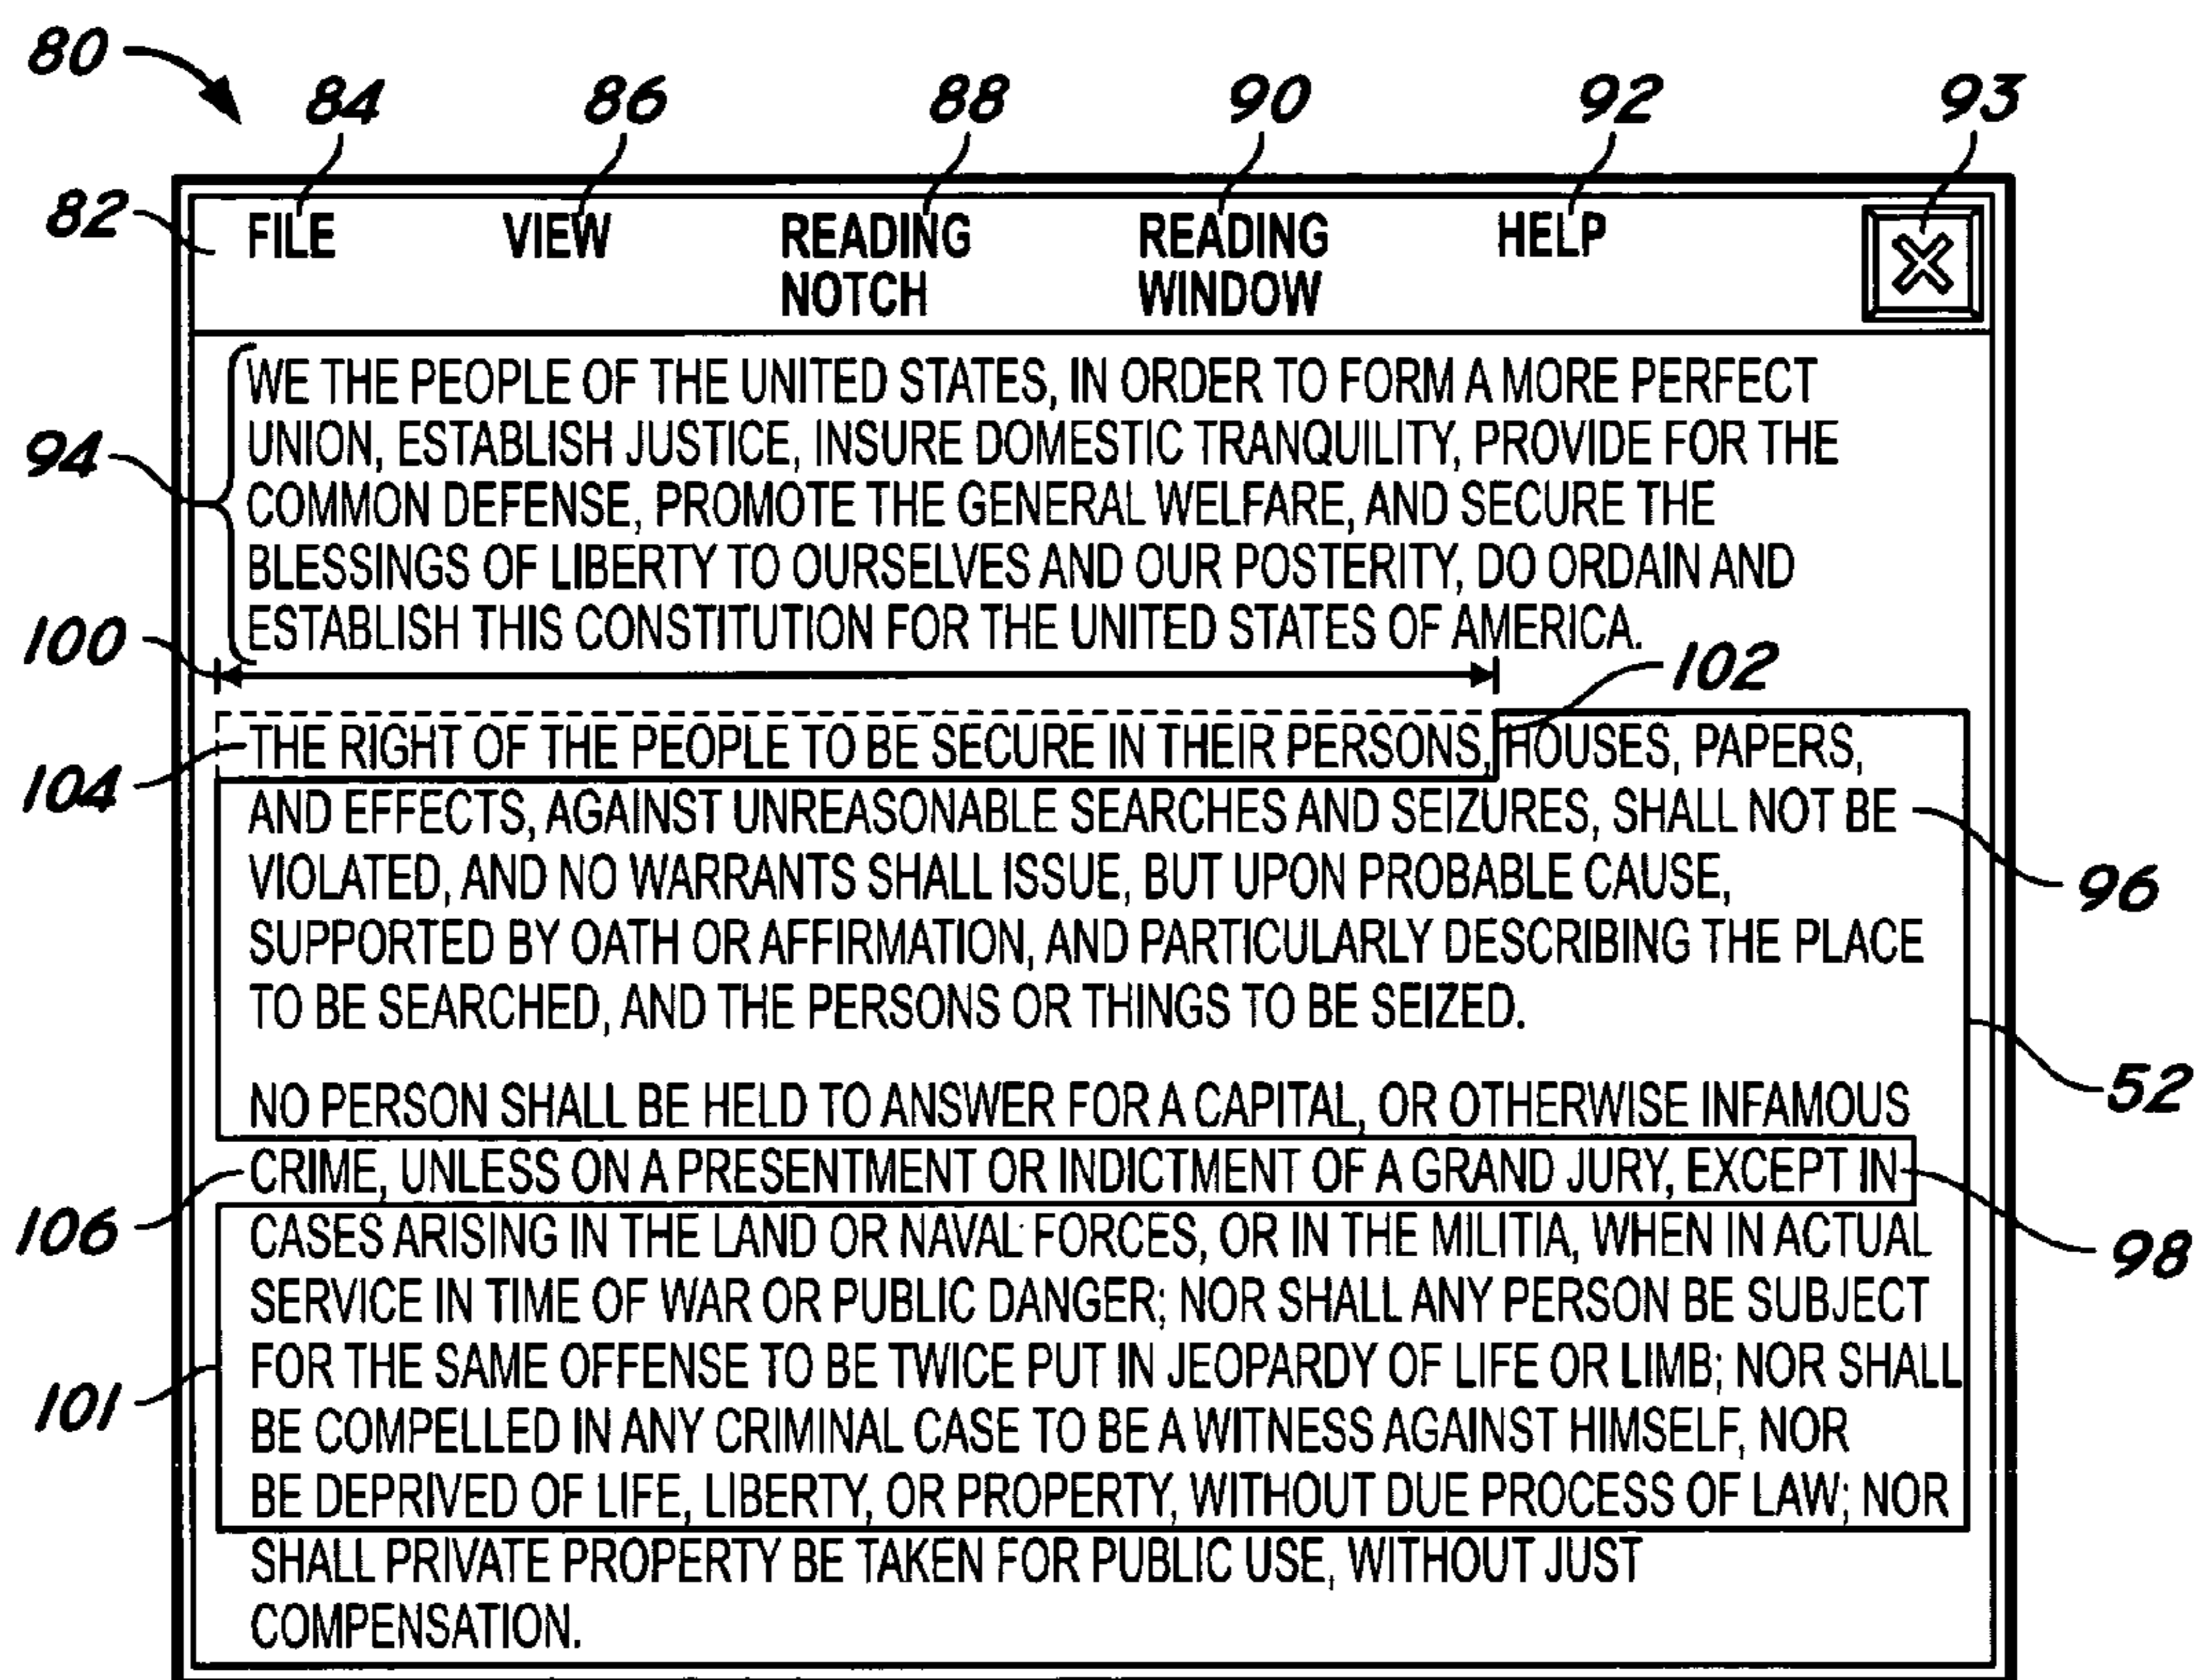 80
84 86 88 90 92 93
82
FILE VIEW READING NOTCH READING WINDOW HELP X
WE THE PEOPLE OF THE UNITED STATES, IN ORDER TO FORM A MORE PERFECT
UNION, ESTABLISH JUSTICE, INSURE DOMESTIC TRANQUILITY, PROVIDE FOR THE
94
COMMON DEFENSE, PROMOTE THE GENERAL WELFARE, AND SECURE THE
BLESSINGS OF LIBERTY TO OURSELVES AND OUR POSTERITY, DO ORDAIN AND
ESTABLISH THIS CONSTITUTION FOR THE UNITED STATES OF AMERICA.
100
102
THE RIGHT OF THE PEOPLE TO BE SECURE IN THEIR PERSONS, HOUSES, PAPERS,
104
AND EFFECTS, AGAINST UNREASONABLE SEARCHES AND SEIZURES, SHALL NOT BE
VIOLATED, AND NO WARRANTS SHALL ISSUE, BUT UPON PROBABLE CAUSE,
96
SUPPORTED BY OATH OR AFFIRMATION, AND PARTICULARLY DESCRIBING THE PLACE
TO BE SEARCHED, AND THE PERSONS OR THINGS TO BE SEIZED.
52
NO PERSON SHALL BE HELD TO ANSWER FOR A CAPITAL, OR OTHERWISE INFAMOUS
CRIME, UNLESS ON A PRESENTMENT OR INDICTMENT OF A GRAND JURY, EXCEPT IN
106
CASES ARISING IN THE LAND OR NAVAL FORCES, OR IN THE MILITIA, WHEN IN ACTUAL
98
SERVICE IN TIME OF WAR OR PUBLIC DANGER; NOR SHALL ANY PERSON BE SUBJECT
FOR THE SAME OFFENSE TO BE TWICE PUT IN JEOPARDY OF LIFE OR LIMB; NOR SHALL
101
BE COMPELLED IN ANY CRIMINAL CASE TO BE A WITNESS AGAINST HIMSELF, NOR
BE DEPRIVED OF LIFE, LIBERTY, OR PROPERTY, WITHOUT DUE PROCESS OF LAW; NOR
SHALL PRIVATE PROPERTY BE TAKEN FOR PUBLIC USE, WITHOUT JUST
COMPENSATION.